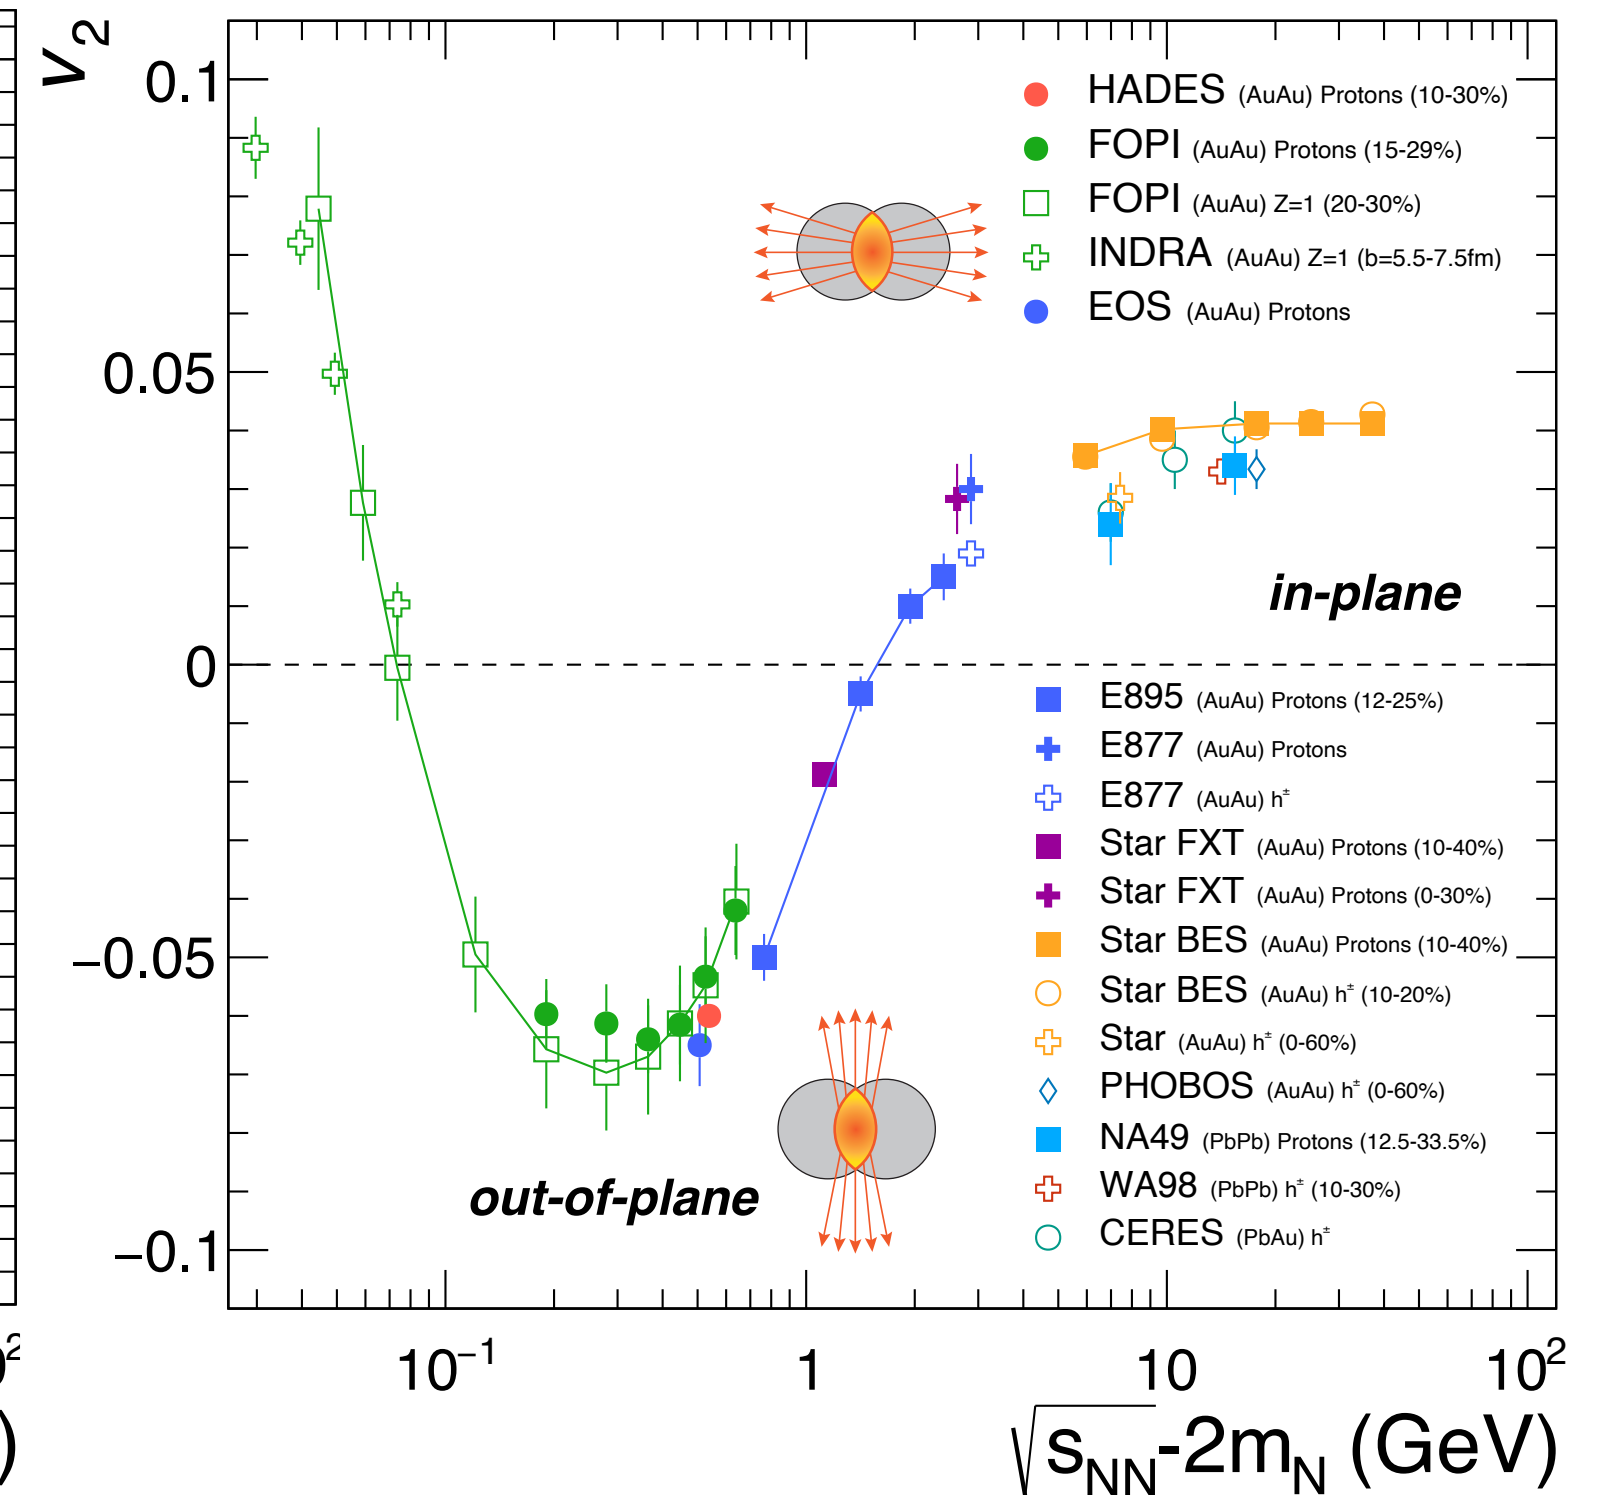 v2
0.1
0.05
0
−0.05
−0.1
HADES (AuAu) Protons (10-30%)
FOPI (AuAu) Protons (15-29%)
FOPI (AuAu) Z=1 (20-30%)
INDRA (AuAu) Z=1 (b=5.5-7.5fm)
EOS (AuAu) Protons
in-plane
E895 (AuAu) Protons (12-25%)
E877 (AuAu) Protons
E877 (AuAu) h±
Star FXT (AuAu) Protons (10-40%)
Star FXT (AuAu) Protons (0-30%)
Star BES (AuAu) Protons (10-40%)
Star BES (AuAu) h± (10-20%)
Star (AuAu) h± (0-60%)
PHOBOS (AuAu) h± (0-60%)
NA49 (PbPb) Protons (12.5-33.5%)
WA98 (PbPb) h± (10-30%)
CERES (PbAu) h±
out-of-plane
10⁻¹ 1 10 10²
√sNN-2mN (GeV)